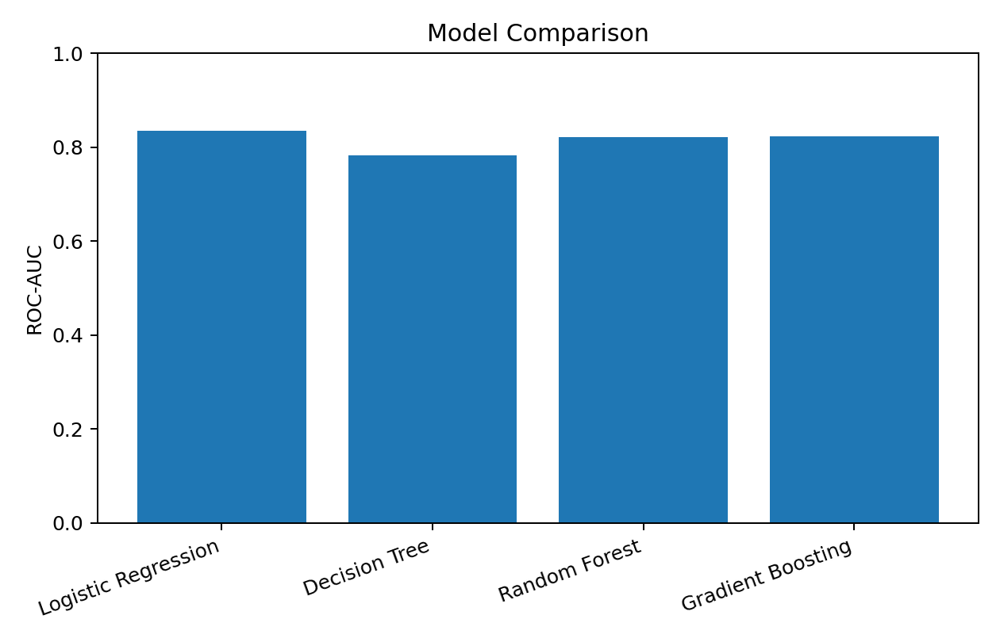 Model Comparison
1.0
0.8
0.6
0.4
0.2
0.0
ROC-AUC
Logistic Regression
Decision Tree
Random Forest
Gradient Boosting